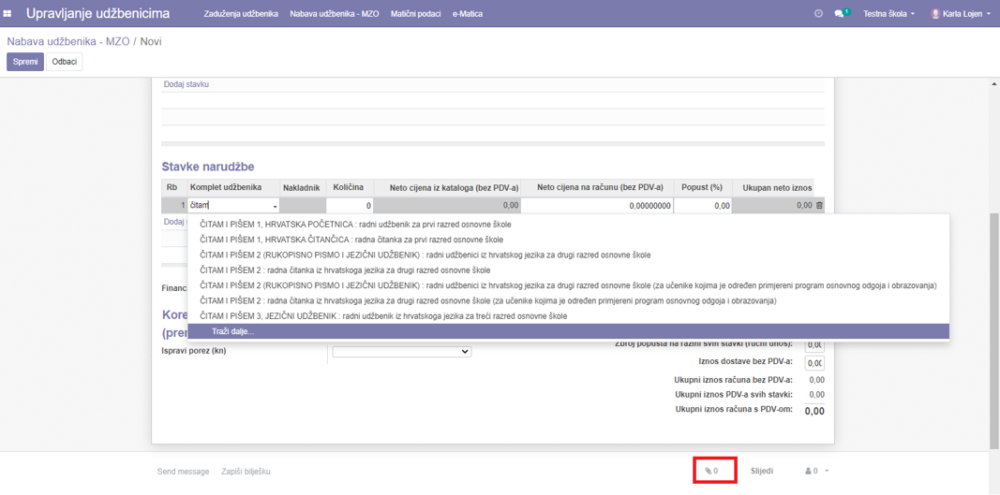 Upravljanje udžbenicima Zaduženja udžbenika Nabava udžbenika - MZO Matični podaci e-Matica 1 Testna škola Karla Lojen
Nabava udžbenika - MZO / Novi
Spremi Odbaci
Dodaj stavku
Stavke narudžbe
Rb Komplet udžbenika Nakladnik Količina Neto cijena iz kataloga (bez PDV-a) Neto cijena na računu (bez PDV-a) Popust (%) Ukupan neto iznos
1 čitam 0 0,00 0,00000000 0,00 0,00
Dodaj
ČITAM I PIŠEM 1, HRVATSKA POČETNICA : radni udžbenik za prvi razred osnovne škole
ČITAM I PIŠEM 1, HRVATSKA ČITANČICA : radna čitanka za prvi razred osnovne škole
ČITAM I PIŠEM 2 (RUKOPISNO PISMO I JEZIČNI UDŽBENIK) : radni udžbenici iz hrvatskog jezika za drugi razred osnovne škole
ČITAM I PIŠEM 2 : radna čitanka iz hrvatskoga jezika za drugi razred osnovne škole
ČITAM I PIŠEM 2 (RUKOPISNO PISMO I JEZIČNI UDŽBENIK) : radni udžbenici iz hrvatskog jezika za drugi razred osnovne škole (za učenike kojima je određen primjereni program osnovnog odgoja i obrazovanja)
Financ
ČITAM I PIŠEM 2 : radna čitanka iz hrvatskoga jezika za drugi razred osnovne škole (za učenike kojima je određen primjereni program osnovnog odgoja i obrazovanja)
Kore
ČITAM I PIŠEM 3, JEZIČNI UDŽBENIK : radni udžbenik iz hrvatskoga jezika za treći razred osnovne škole
(prer
Traži dalje...
Zbroj popusta na razini svih stavki (ručni unos): 0,0
Ispravi porez (kn)
Iznos dostave bez PDV-a: 0,0
Ukupni iznos računa bez PDV-a: 0,00
Ukupni iznos PDV-a svih stavki: 0,00
Ukupni iznos računa s PDV-om: 0,00
Send message Zapiši bilješku 0 Slijedi 0